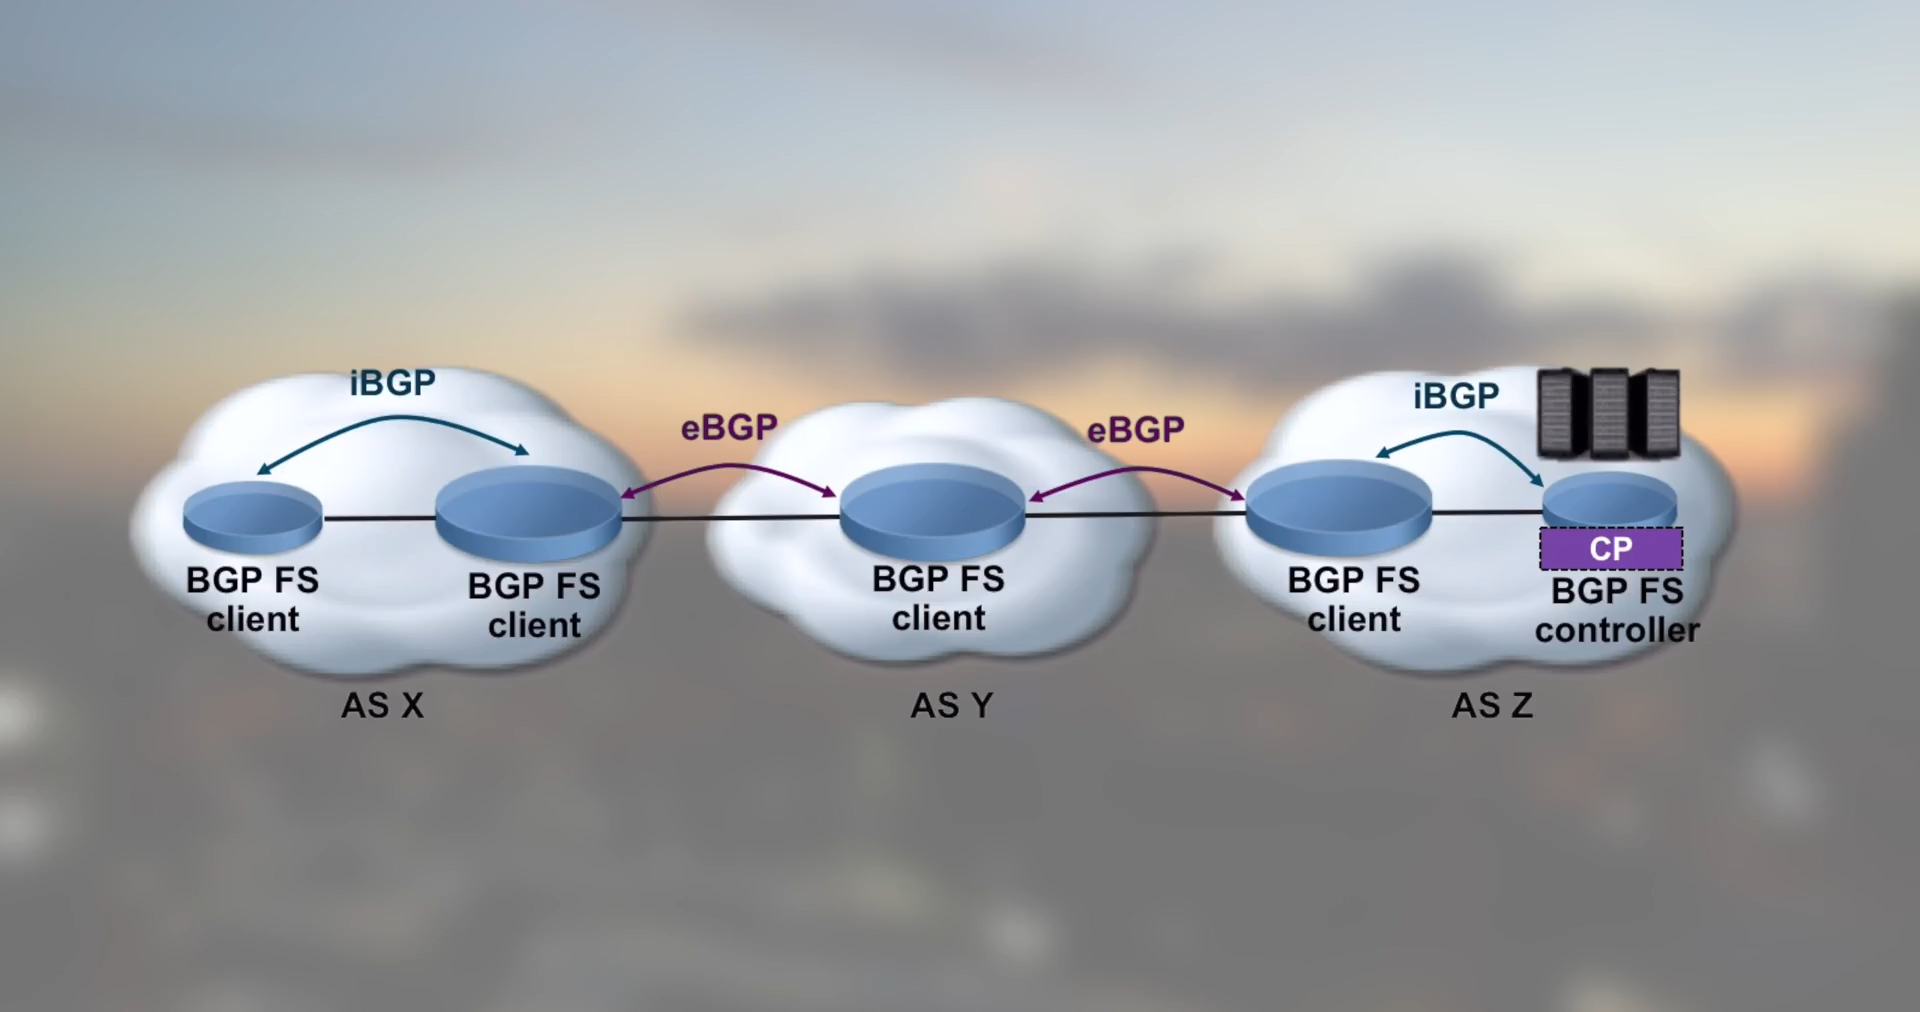 iBGP
eBGP
eBGP
iBGP
CP
BGP FS
client
BGP FS
client
BGP FS
client
BGP FS
client
BGP FS
controller
AS X
AS Y
AS Z